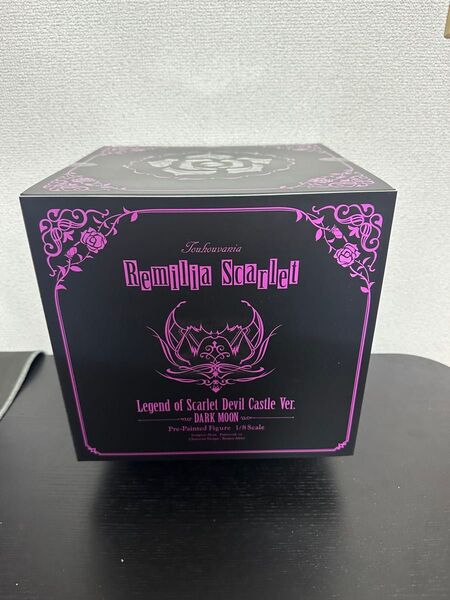 Touhouvania
Remilia Scarlet
Legend of Scarlet Devil Castle Ver.
DARK MOON
Pre-Painted Figure 1/8 Scale